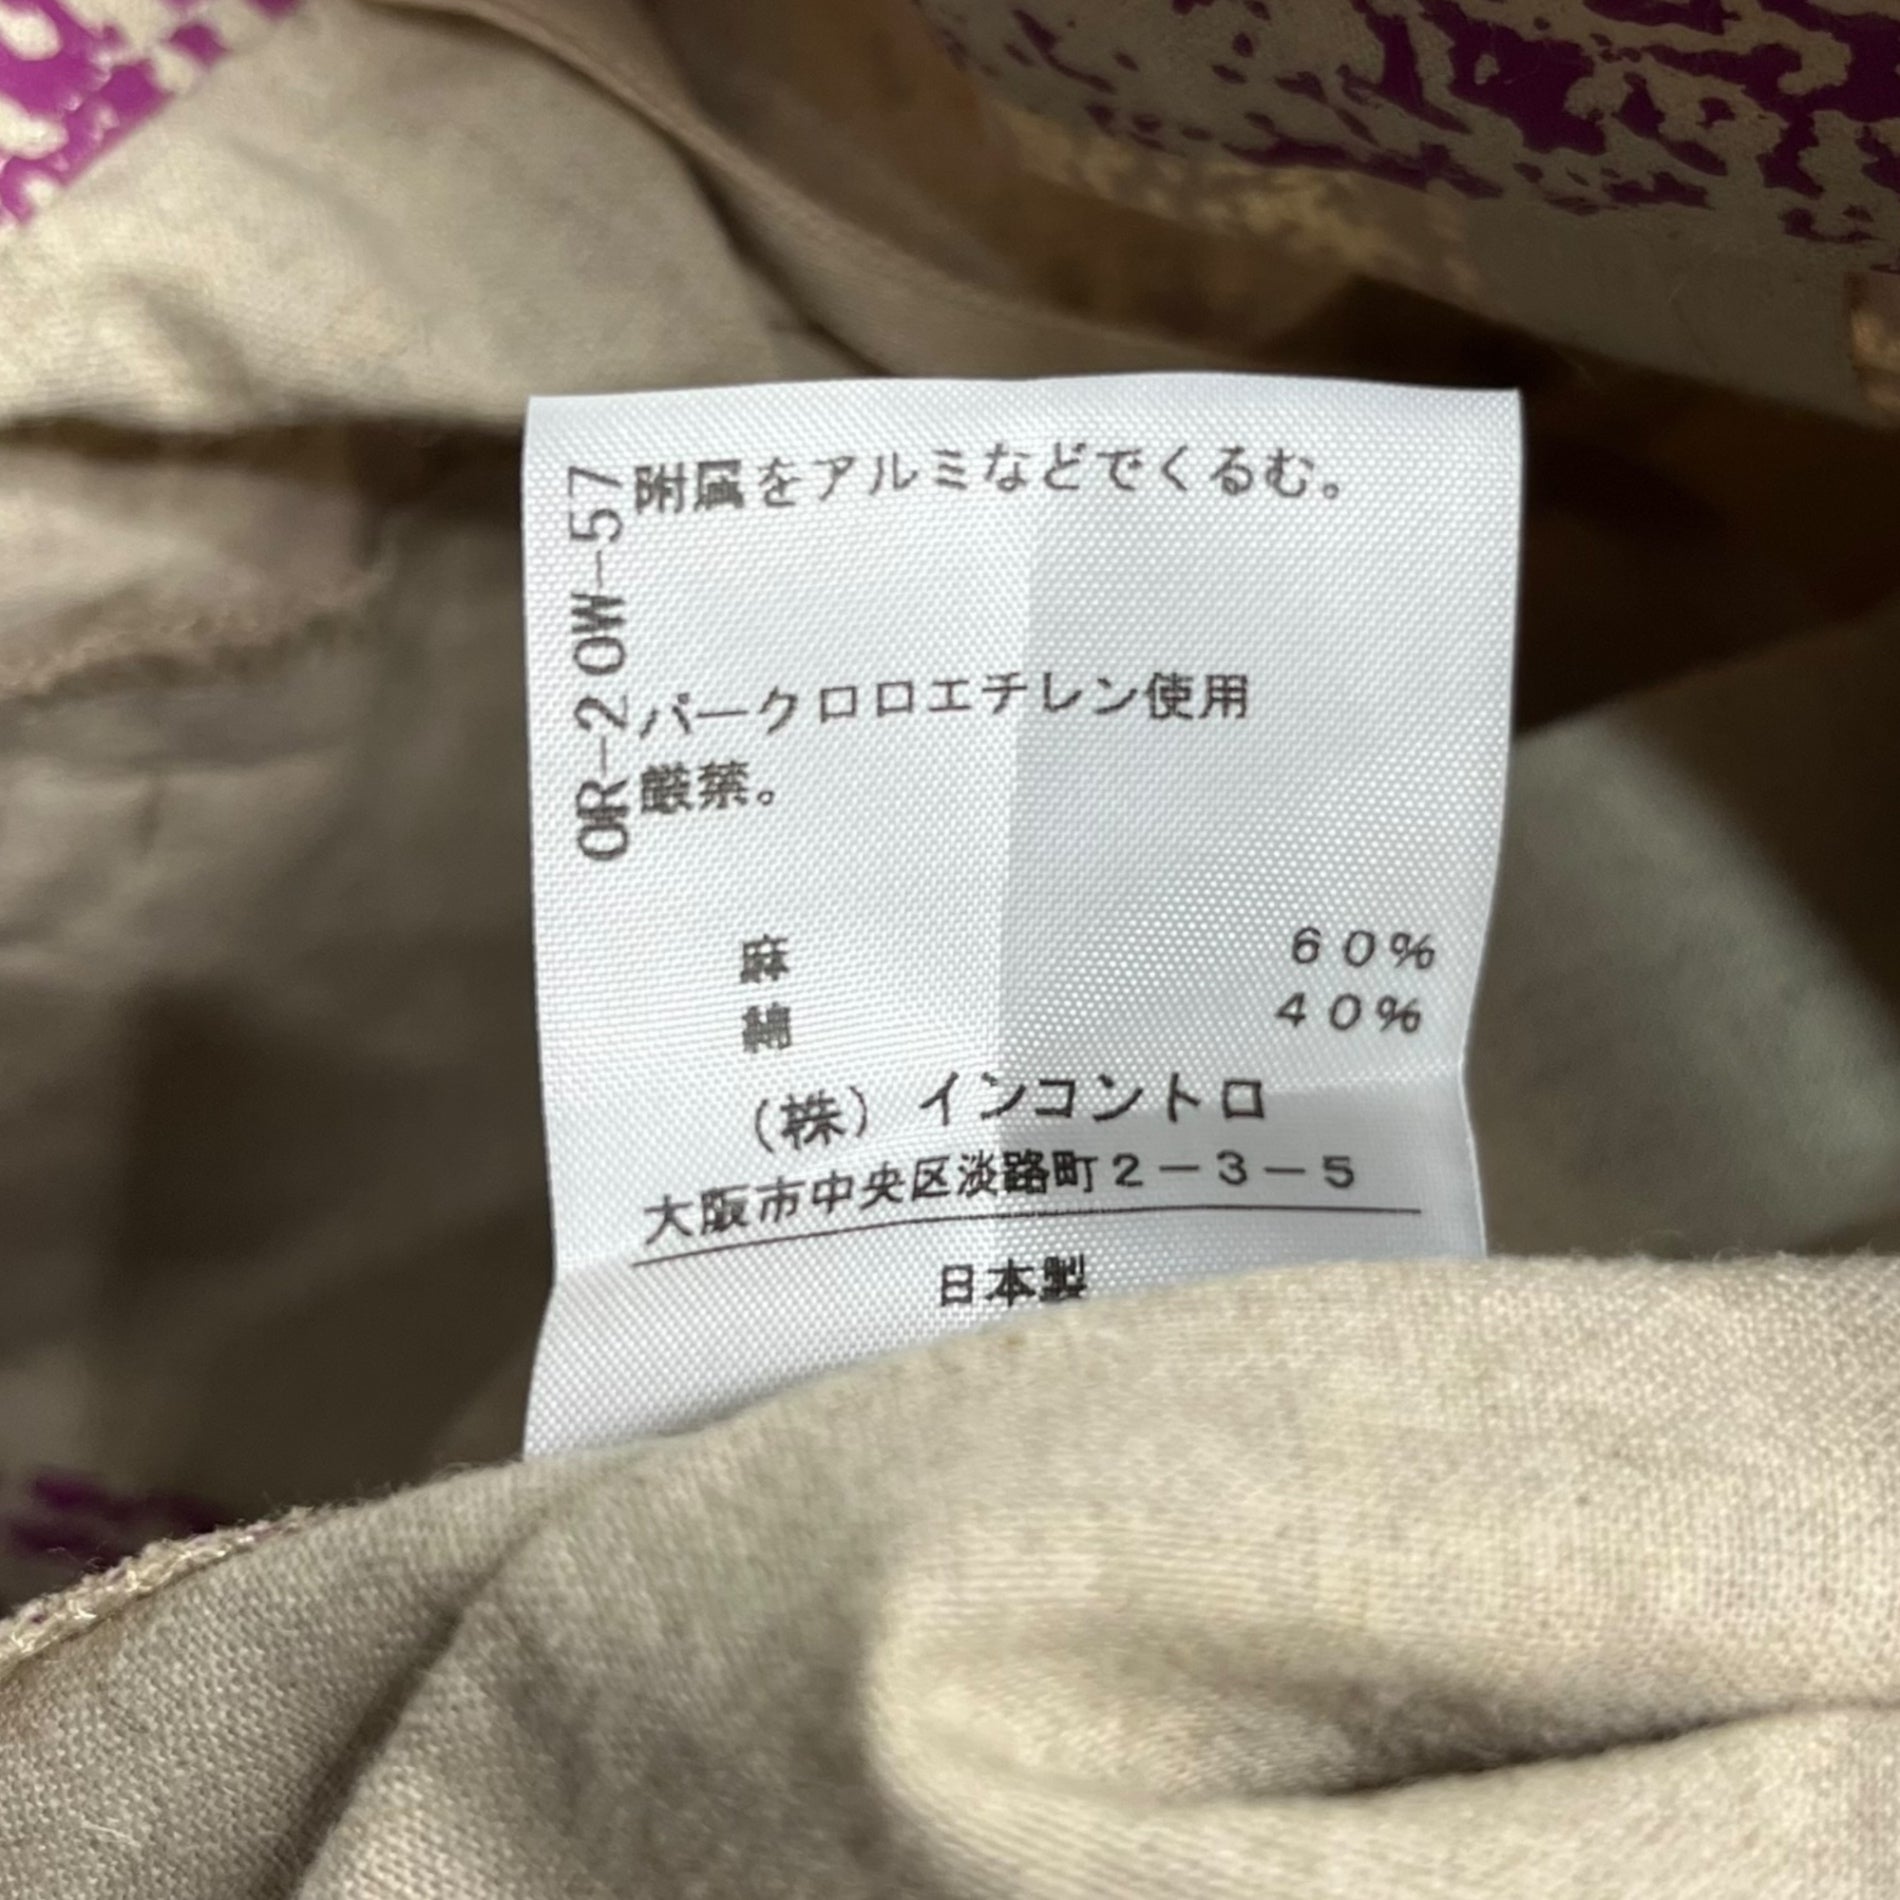 附属をアルミなどでくるむ。
OR-20W-57
パークロロエチレン使用
厳禁。
麻 60%
綿 40%
(株) インコントロ
大阪市中央区淡路町2-3-5
日本製